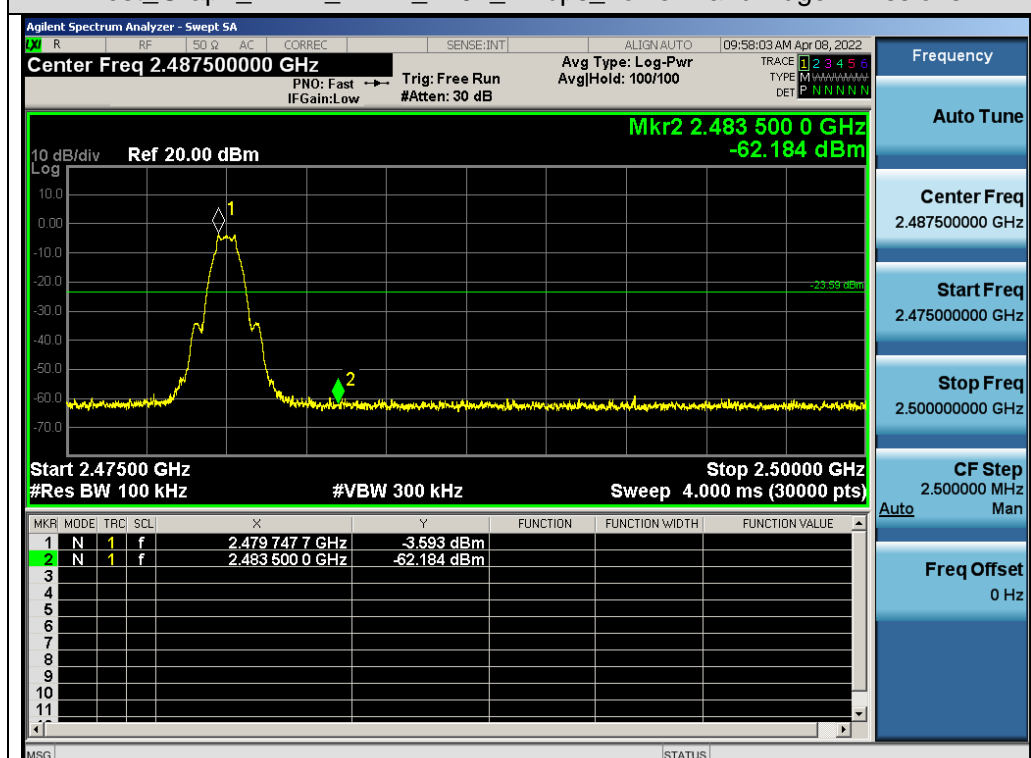 Agilent Spectrum Analyzer - Swept SA
LXI R RF 50 Ω AC CORREC SENSE:INT ALIGN AUTO 09:58:03 AM Apr 08, 2022
Center Freq 2.487500000 GHz
PNO: Fast
IFGain:Low
Trig: Free Run
#Atten: 30 dB
Avg Type: Log-Pwr
Avg|Hold: 100/100
TRACE 1 2 3 4 5 6
TYPE M
DET P N N N N N
Mkr2 2.483 500 0 GHz
-62.184 dBm
10 dB/div Ref 20.00 dBm
Log
10.0
0.00
-10.0
-20.0
-30.0
-40.0
-50.0
-60.0
-70.0
1
2
-23.59 dBm
Start 2.47500 GHz Stop 2.50000 GHz
#Res BW 100 kHz #VBW 300 kHz Sweep 4.000 ms (30000 pts)
MKR MODE TRC SCL X Y FUNCTION FUNCTION WIDTH FUNCTION VALUE
1 N 1 f 2.479 747 7 GHz -3.593 dBm
2 N 1 f 2.483 500 0 GHz -62.184 dBm
3
4
5
6
7
8
9
10
11
MSG STATUS
Frequency
Auto Tune
Center Freq
2.487500000 GHz
Start Freq
2.475000000 GHz
Stop Freq
2.500000000 GHz
CF Step
2.500000 MHz
Auto Man
Freq Offset
0 Hz